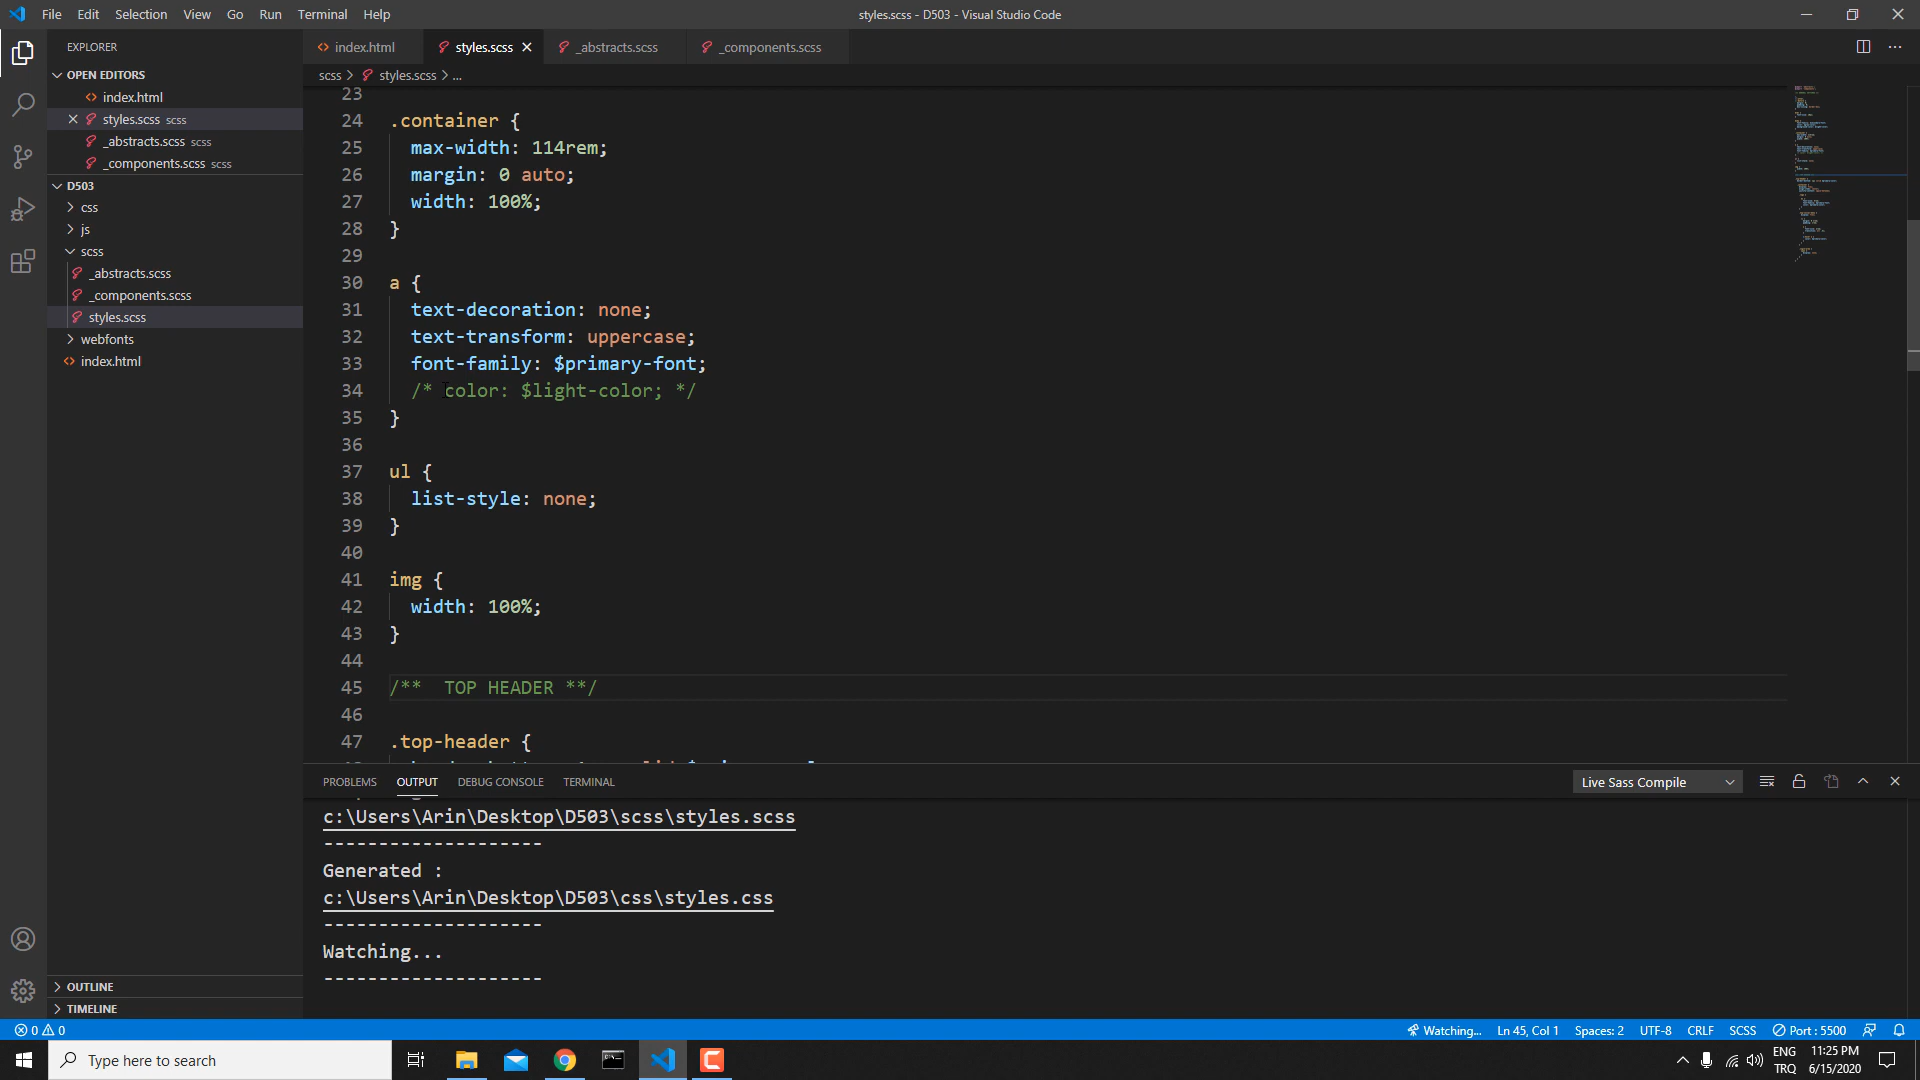 File Edit Selection View Go Run Terminal Help
styles.scss - D503 - Visual Studio Code
EXPLORER
OPEN EDITORS
index.html
styles.scss scss
_abstracts.scss scss
_components.scss scss
D503
css
js
scss
_abstracts.scss
_components.scss
styles.scss
webfonts
index.html
OUTLINE
TIMELINE
index.html styles.scss _abstracts.scss _components.scss
scss > styles.scss > ...
23
24 .container {
25 max-width: 114rem;
26 margin: 0 auto;
27 width: 100%;
28 }
29
30 a {
31 text-decoration: none;
32 text-transform: uppercase;
33 font-family: $primary-font;
34 /* color: $light-color; */
35 }
36
37 ul {
38 list-style: none;
39 }
40
41 img {
42 width: 100%;
43 }
44
45 /** TOP HEADER **/
46
47 .top-header {
PROBLEMS OUTPUT DEBUG CONSOLE TERMINAL
Live Sass Compile
c:\Users\Arin\Desktop\D503\scss\styles.scss
--------------------
Generated :
c:\Users\Arin\Desktop\D503\css\styles.css
--------------------
Watching...
--------------------
0 0
Watching... Ln 45, Col 1 Spaces: 2 UTF-8 CRLF SCSS Port : 5500
Type here to search
ENG
TRQ
11:25 PM
6/15/2020